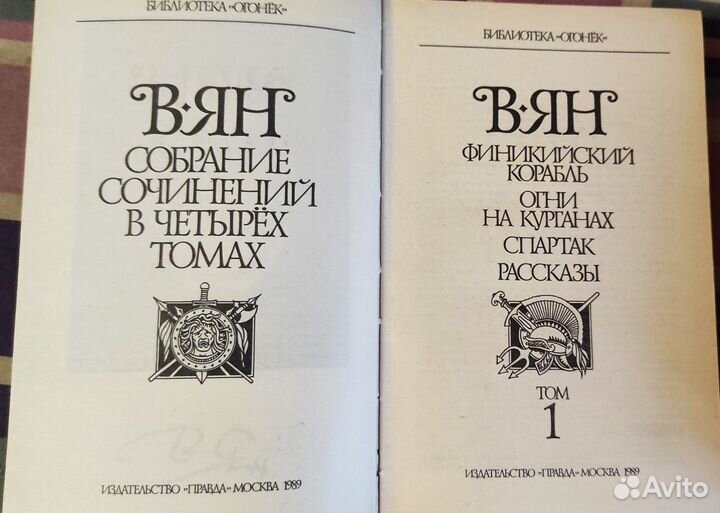 БИБЛИОТЕКА «ОГОНЁК»
В·ЯН
СОБРАНИЕ
СОЧИНЕНИЙ
В ЧЕТЫРЁХ
ТОМАХ
ИЗДАТЕЛЬСТВО «ПРАВДА» МОСКВА 1989
БИБЛИОТЕКА «ОГОНЁК»
В·ЯН
ФИНИКИЙСКИЙ
КОРАБЛЬ
ОГНИ
НА КУРГАНАХ
СПАРТАК
РАССКАЗЫ
ТОМ
1
ИЗДАТЕЛЬСТВО «ПРАВДА» МОСКВА 1989
Avito